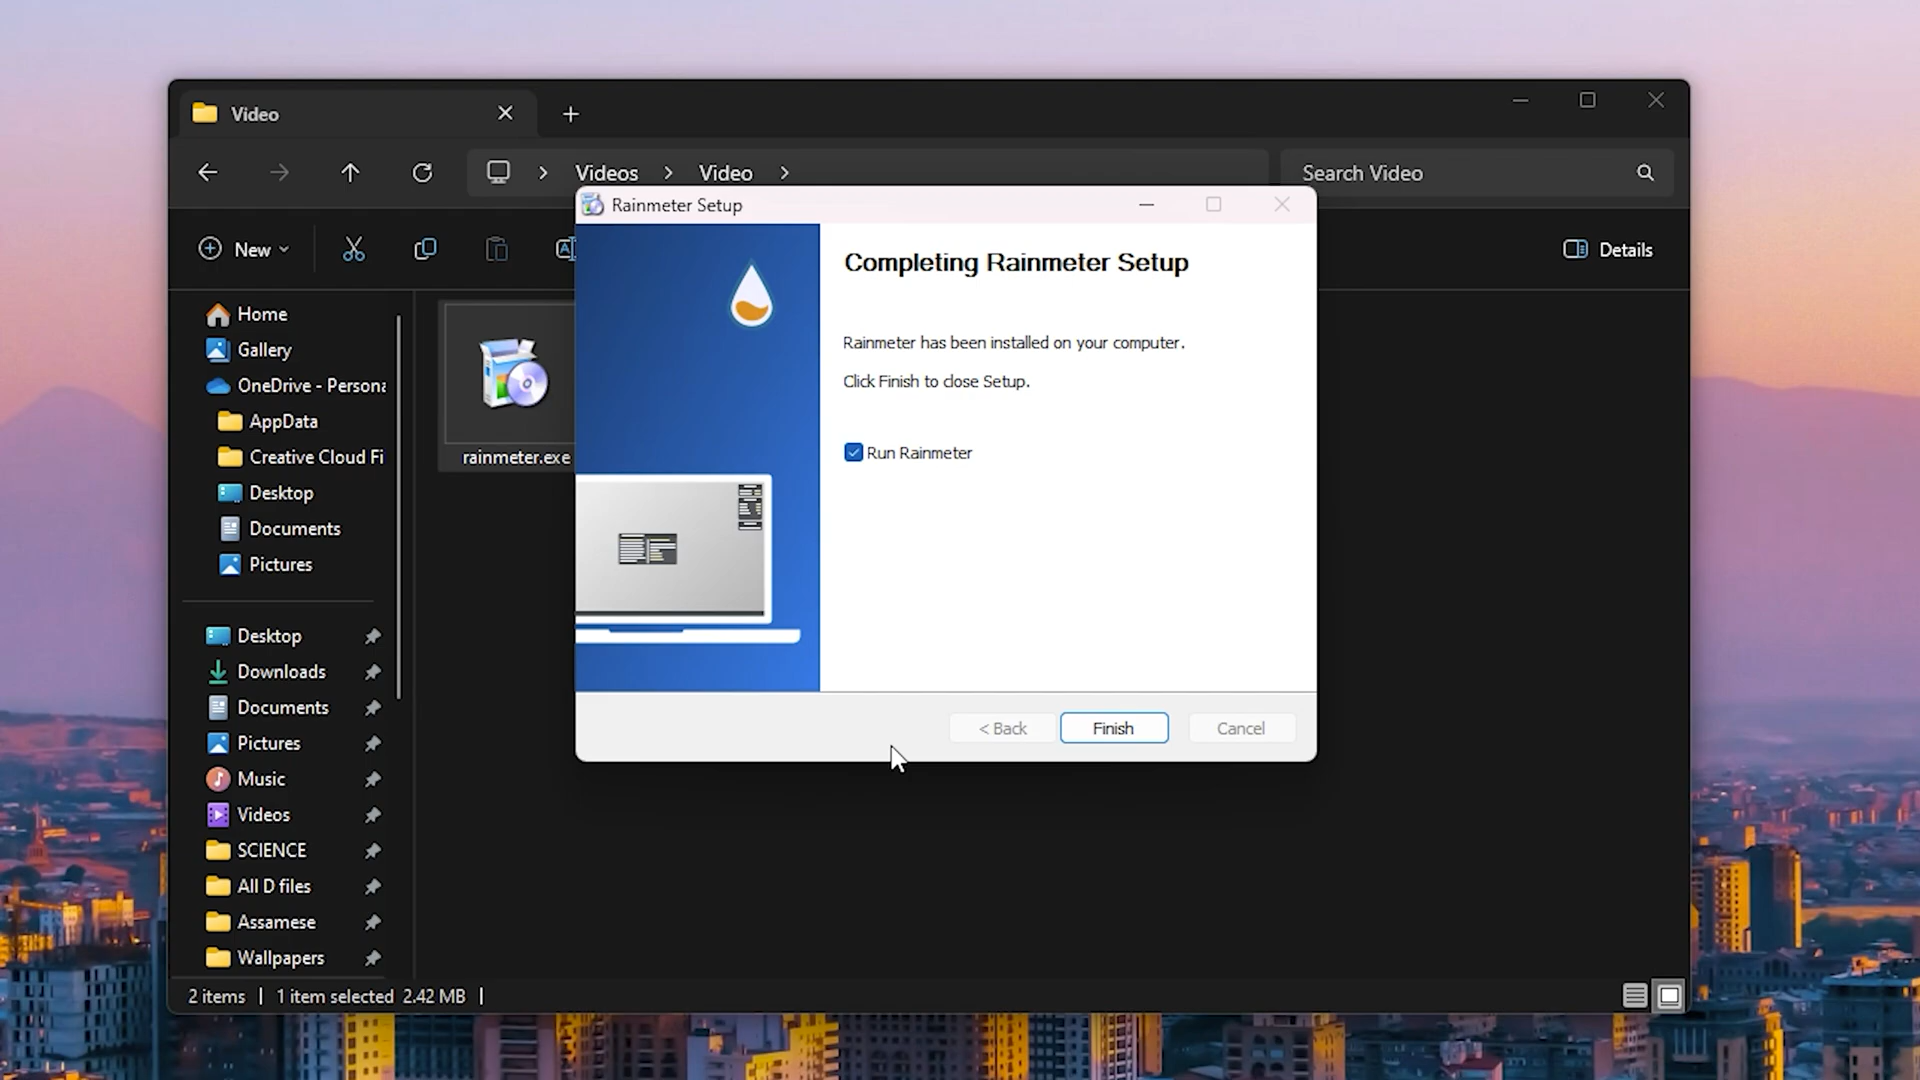 Video
Videos
Video
Search Video
Rainmeter Setup
New
Details
Home
Gallery
OneDrive - Persona
AppData
Creative Cloud Fi
Desktop
Documents
Pictures
Desktop
Downloads
Documents
Pictures
Music
Videos
SCIENCE
All D files
Assamese
Wallpapers
rainmeter.exe
Completing Rainmeter Setup
Rainmeter has been installed on your computer.
Click Finish to close Setup.
Run Rainmeter
< Back
Finish
Cancel
2 items
1 item selected 2.42 MB